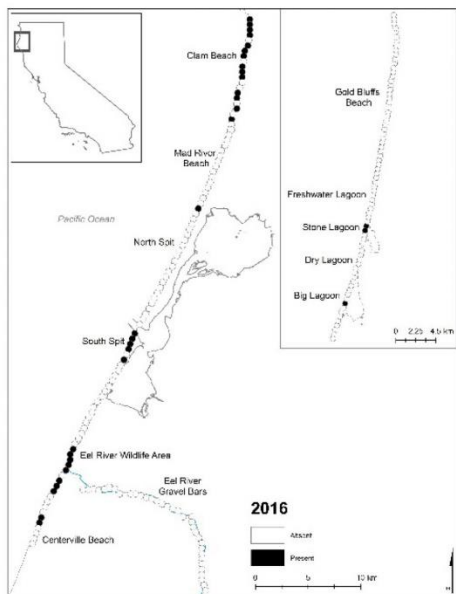 Clam Beach
Gold Bluffs
Beach
Mad River
Beach
Freshwater Lagoon
Pacific Ocean
Stone Lagoon
North Spit
Dry Lagoon
Big Lagoon
0 2.25 4.5 km
South Spit
Eel River Wildlife Area
Eel River
Gravel Bars
2016
Absent
Present
Centerville Beach
0 5 10 km